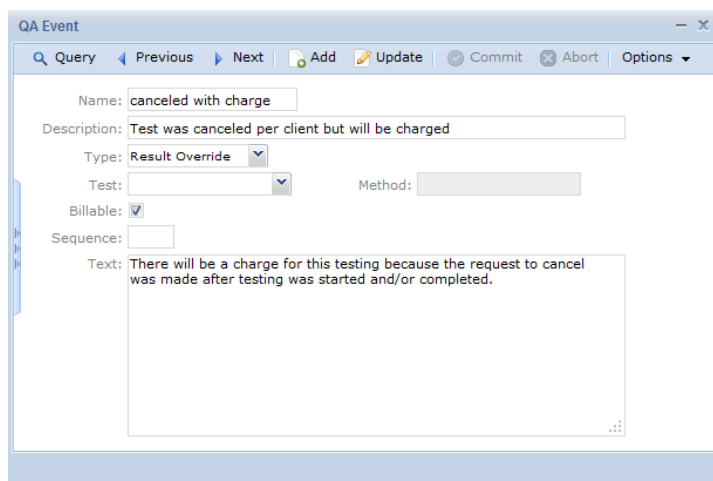 QA Event
Query Previous Next Add Update Commit Abort Options
Name: canceled with charge
Description: Test was canceled per client but will be charged
Type: Result Override
Test: Method:
Billable:
Sequence:
Text: There will be a charge for this testing because the request to cancel
was made after testing was started and/or completed.